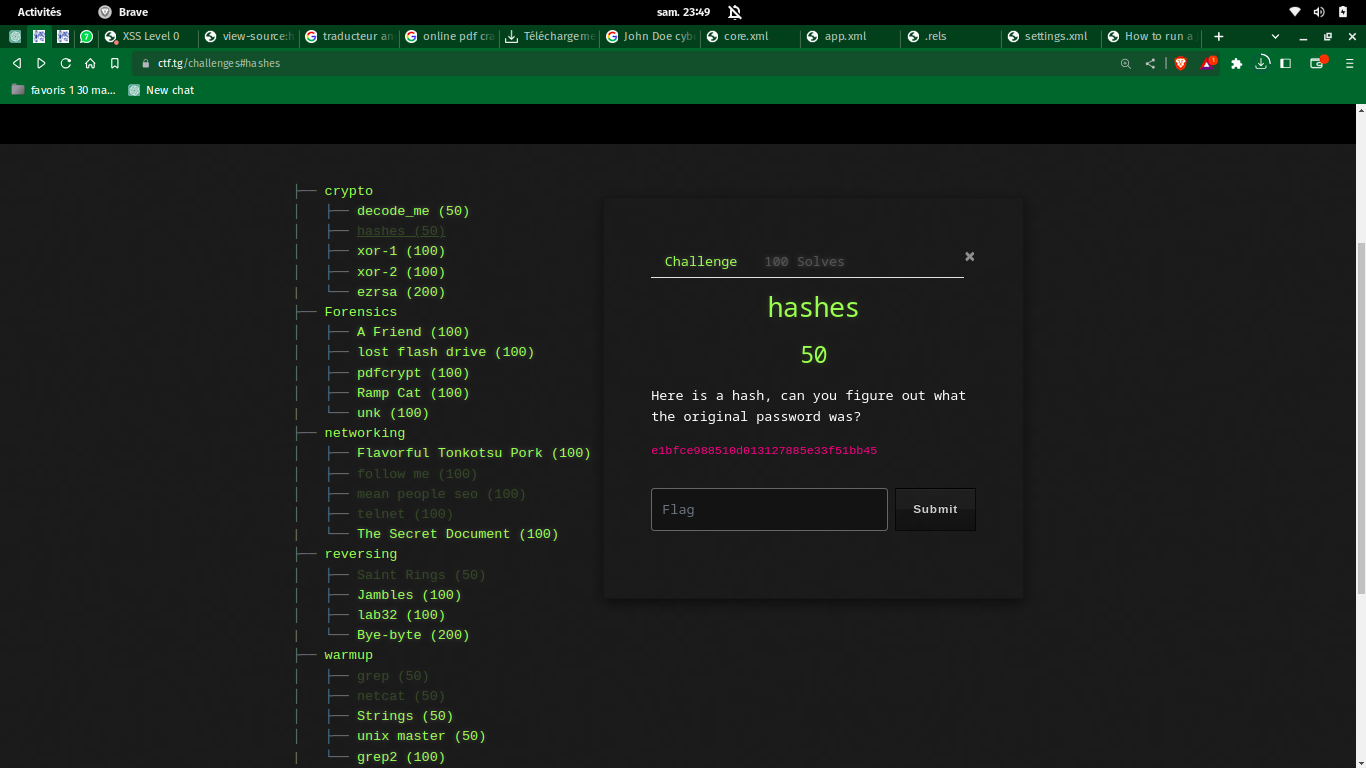 Activités Brave sam. 23:49
7 XSS Level 0 view-source:h traducteur an online pdf cra Téléchargeme John Doe cyb core.xml app.xml .rels settings.xml How to run a
ctf.tg/challenges#hashes 1
favoris 1 30 ma... New chat
├── crypto
│ ├── decode_me (50)
│ ├── hashes (50)
│ ├── xor-1 (100)
│ ├── xor-2 (100)
| └── ezrsa (200)
├── Forensics
│ ├── A Friend (100)
│ ├── lost flash drive (100)
│ ├── pdfcrypt (100)
│ ├── Ramp Cat (100)
| └── unk (100)
├── networking
│ ├── Flavorful Tonkotsu Pork (100)
│ ├── follow me (100)
│ ├── mean people seo (100)
│ ├── telnet (100)
| └── The Secret Document (100)
├── reversing
│ ├── Saint Rings (50)
│ ├── Jambles (100)
│ ├── lab32 (100)
| └── Bye-byte (200)
├── warmup
│ ├── grep (50)
│ ├── netcat (50)
│ ├── Strings (50)
│ ├── unix master (50)
| └── grep2 (100)
Challenge 100 Solves ×
hashes
50
Here is a hash, can you figure out what
the original password was?
e1bfce988510d013127885e33f51bb45
Flag Submit